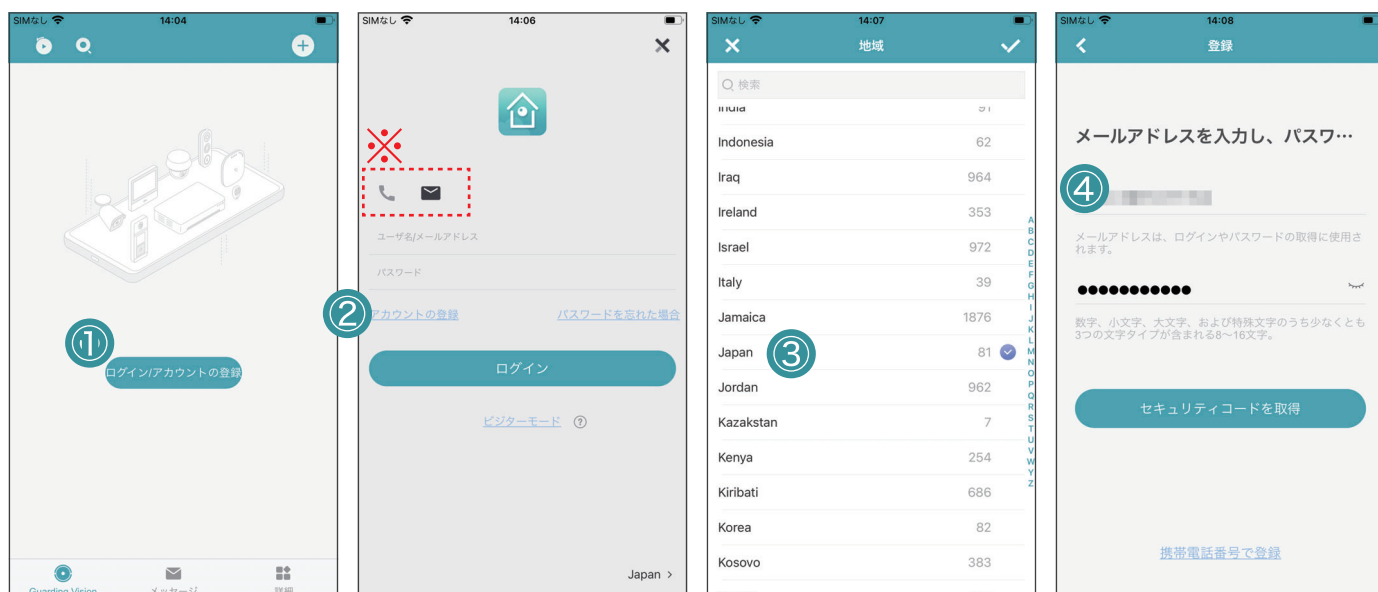 SIMなし 14:04
①
ログイン/アカウントの登録
Guarding Vision
メッセージ
詳細
SIMなし 14:06
※
ユーザ名/メールアドレス
パスワード
②
アカウントの登録
パスワードを忘れた場合
ログイン
ビジターモード ?
Japan >
SIMなし 14:07
地域
検索
India 91
Indonesia 62
Iraq 964
Ireland 353
Israel 972
Italy 39
Jamaica 1876
Japan ③ 81
Jordan 962
Kazakstan 7
Kenya 254
Kiribati 686
Korea 82
Kosovo 383
A
B
C
D
E
F
G
H
I
J
K
L
M
N
O
P
Q
R
S
T
U
V
W
Y
Z
SIMなし 14:08
登録
メールアドレスを入力し、パスワ…
④
メールアドレスは、ログインやパスワードの取得に使用さ
れます。
数字、小文字、大文字、および特殊文字のうち少なくとも
3つの文字タイプが含まれる8〜16文字。
セキュリティコードを取得
携帯電話番号で登録